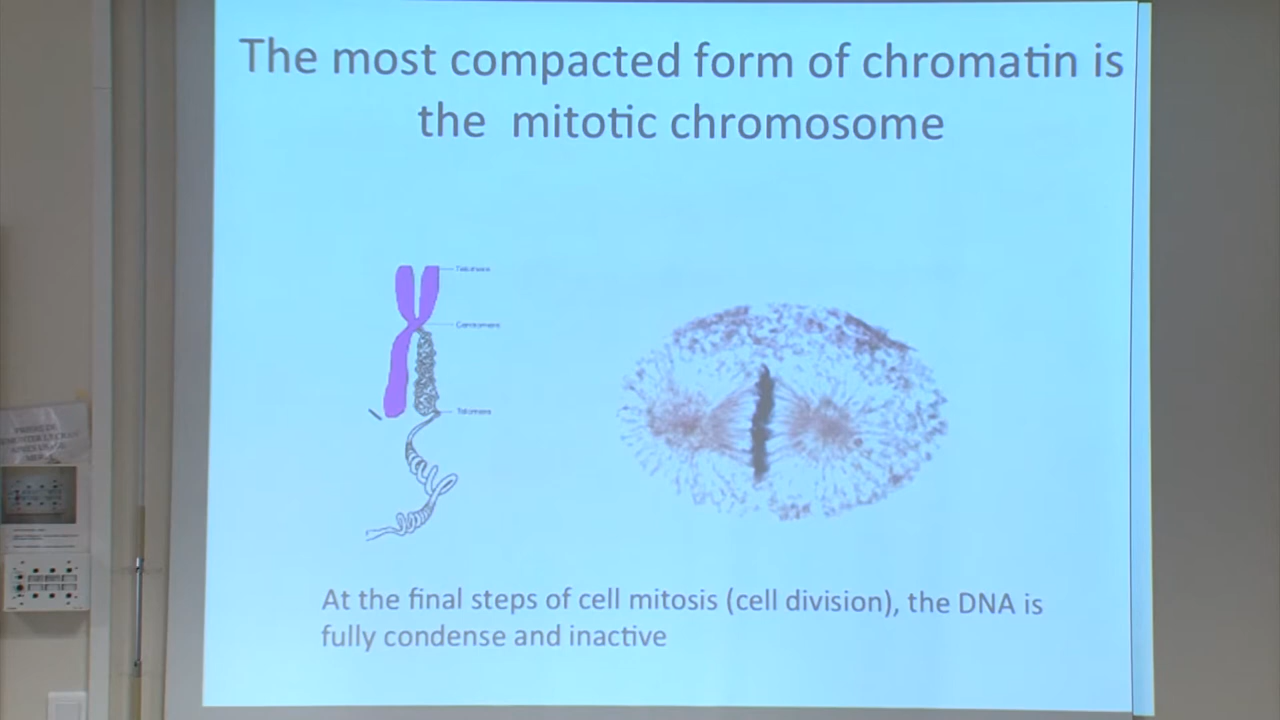 The most compacted form of chromatin is
the mitotic chromosome
At the final steps of cell mitosis (cell division), the DNA is
fully condense and inactive